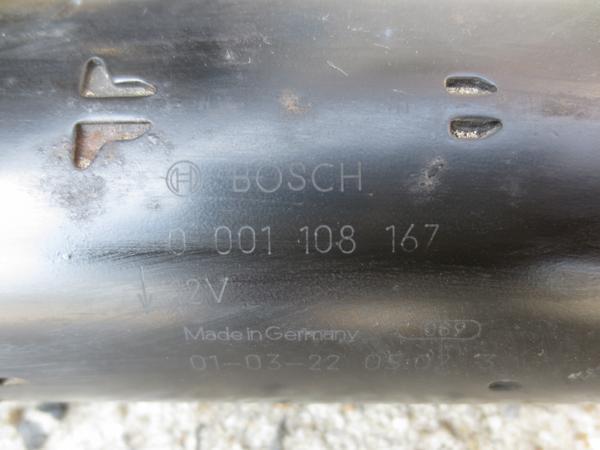 BOSCH
0 001 108 167
↓ 2V
Made in Germany 069
01-03-22